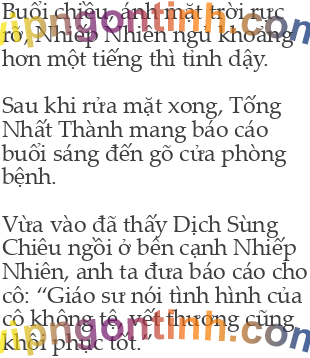 Buổi chiều, ánh mặt trời rực
rỡ, Nhiếp Nhiên ngủ khoảng
hơn một tiếng thì tỉnh dậy.
Sau khi rửa mặt xong, Tống
Nhất Thành mang báo cáo
buổi sáng đến gõ cửa phòng
bệnh.
Vừa vào đã thấy Dịch Sùng
Chiêu ngồi ở bên cạnh Nhiếp
Nhiên, anh ta đưa báo cáo cho
cô: “Giáo sư nói tình hình của
cô không tệ, vết thương cũng
khôi phục tốt.”